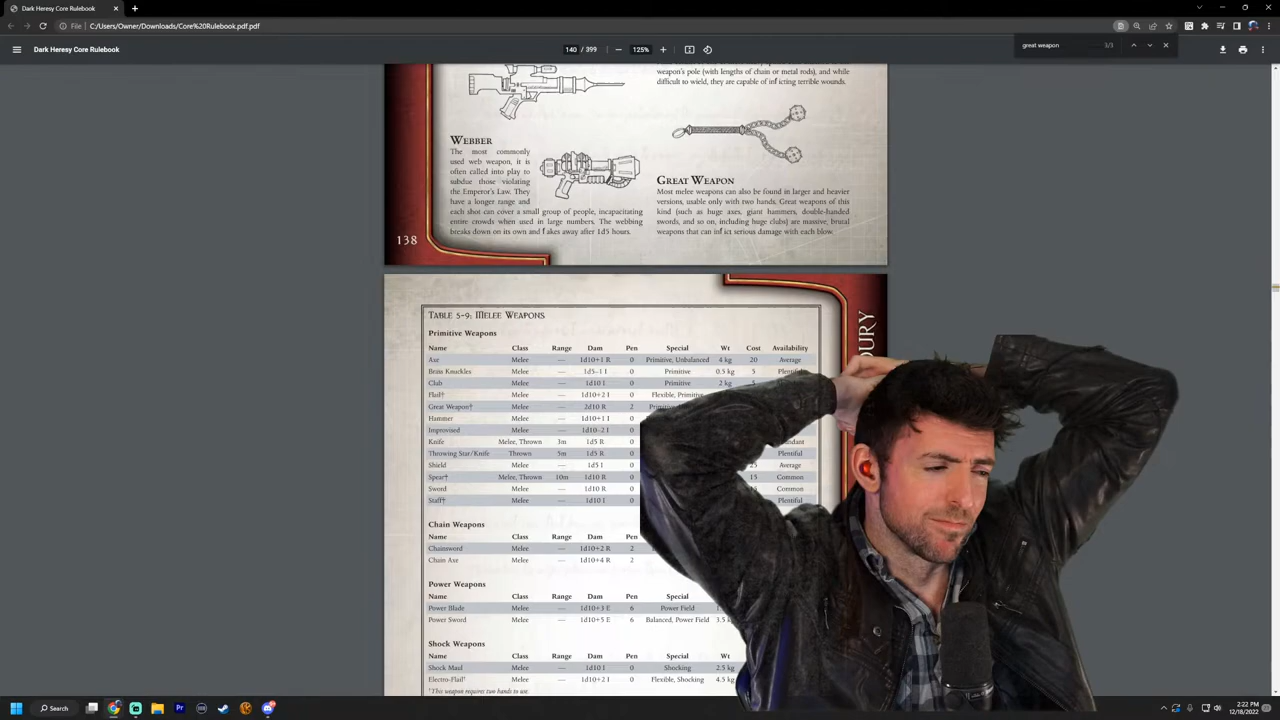 Dark Heresy Core Rulebook
File C:/Users/Owner/Downloads/Core%20Rulebook.pdf.pdf
Dark Heresy Core Rulebook
140 / 399
125%
great weapon 3/3
weapon's pole (with lengths of chain or metal rods), and while
difficult to wield, they are capable of inflicting terrible wounds.
WEBBER
The most commonly
used web weapon, it is
often called into play to
subdue those violating
the Emperor's Law. They
have a longer range and
each shot can cover a small group of people, incapacitating
entire crowds when used in large numbers. The webbing
breaks down on its own and flakes away after 1d5 hours.
138
GREAT WEAPON
Most melee weapons can also be found in larger and heavier
versions, usable only with two hands. Great weapons of this
kind (such as huge axes, giant hammers, double-handed
swords, and so on, including huge clubs) are massive, brutal
weapons that can inflict serious damage with each blow.
TABLE 5-9: MELEE WEAPONS
Primitive Weapons
Name Class Range Dam Pen Special Wt Cost Availability
Axe Melee — 1d10+1 R 0 Primitive, Unbalanced 4 kg 20 Average
Brass Knuckles Melee — 1d5–1 I 0 Primitive 0.5 kg 5 Plentiful
Club Melee — 1d10 I 0 Primitive 2 kg
Flail† Melee — 1d10+2 I 0 Flexible, Primitive
Great Weapon† Melee — 2d10 R 2
Hammer Melee — 1d10+1 I 0
Improvised Melee — 1d10–2 I 0
Knife Melee, Thrown 3m 1d5 R 0
Throwing Star/Knife Thrown 5m 1d5 R 0 Plentiful
Shield Melee — 1d5 I 0 Average
Spear† Melee, Thrown 10m 1d10 R 0 15 Common
Sword Melee — 1d10 R 0 Common
Staff† Melee — 1d10 I 0 Plentiful
Chain Weapons
Name Class Range Dam Pen
Chainsword Melee — 1d10+2 R 2
Chain Axe Melee — 1d10+4 R 2
Power Weapons
Name Class Range Dam Pen Special Wt
Power Blade Melee — 1d10+3 E 6 Power Field
Power Sword Melee — 1d10+5 E 6 Balanced, Power Field 3.5 kg
Shock Weapons
Name Class Range Dam Pen Special Wt
Shock Maul Melee — 1d10 I 0 Shocking 2.5 kg
Electro-Flail† Melee — 1d10+2 I 0 Flexible, Shocking 4.5 kg
†This weapon requires two hands to use.
Search
2:22 PM
12/18/2022